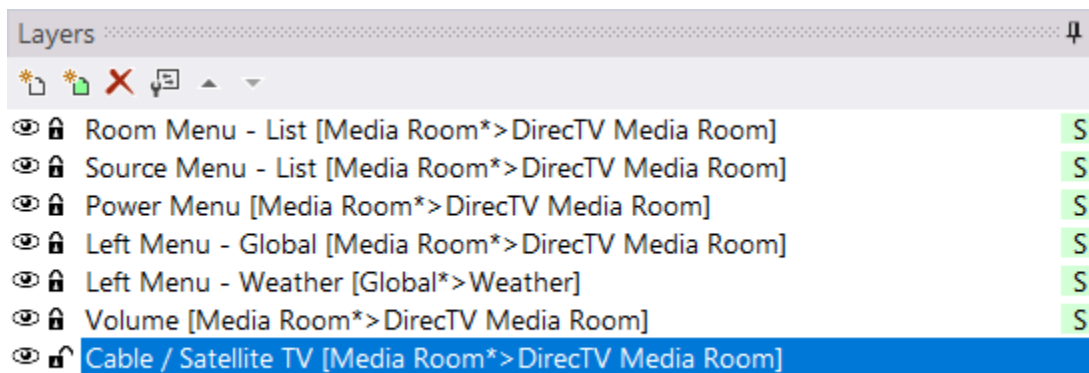 Layers
Room Menu - List [Media Room*>DirecTV Media Room] S
Source Menu - List [Media Room*>DirecTV Media Room] S
Power Menu [Media Room*>DirecTV Media Room] S
Left Menu - Global [Media Room*>DirecTV Media Room] S
Left Menu - Weather [Global*>Weather] S
Volume [Media Room*>DirecTV Media Room] S
Cable / Satellite TV [Media Room*>DirecTV Media Room]